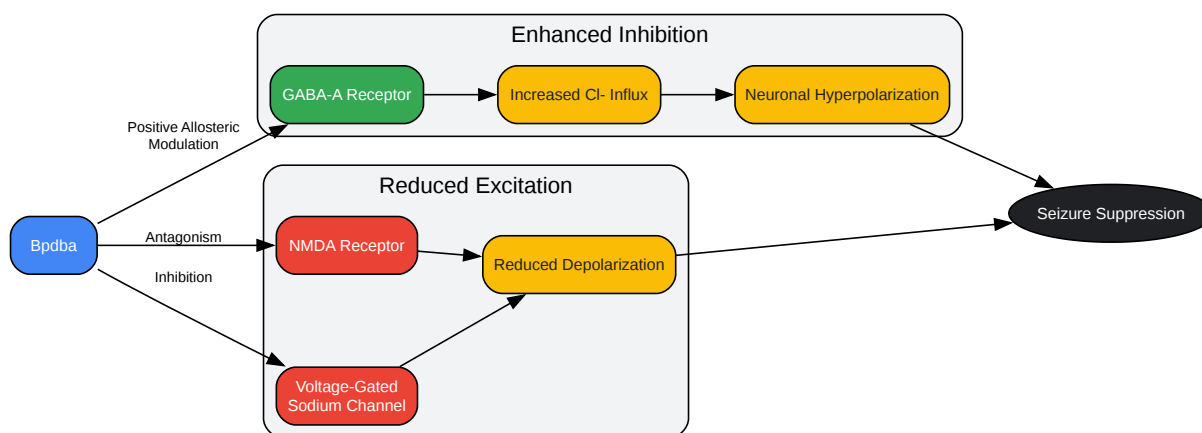 Enhanced Inhibition
GABA-A Receptor
Increased Cl- Influx
Neuronal Hyperpolarization
Positive Allosteric
Modulation
Reduced Excitation
Bpdba
Antagonism
NMDA Receptor
Reduced Depolarization
Seizure Suppression
Inhibition
Voltage-Gated
Sodium Channel